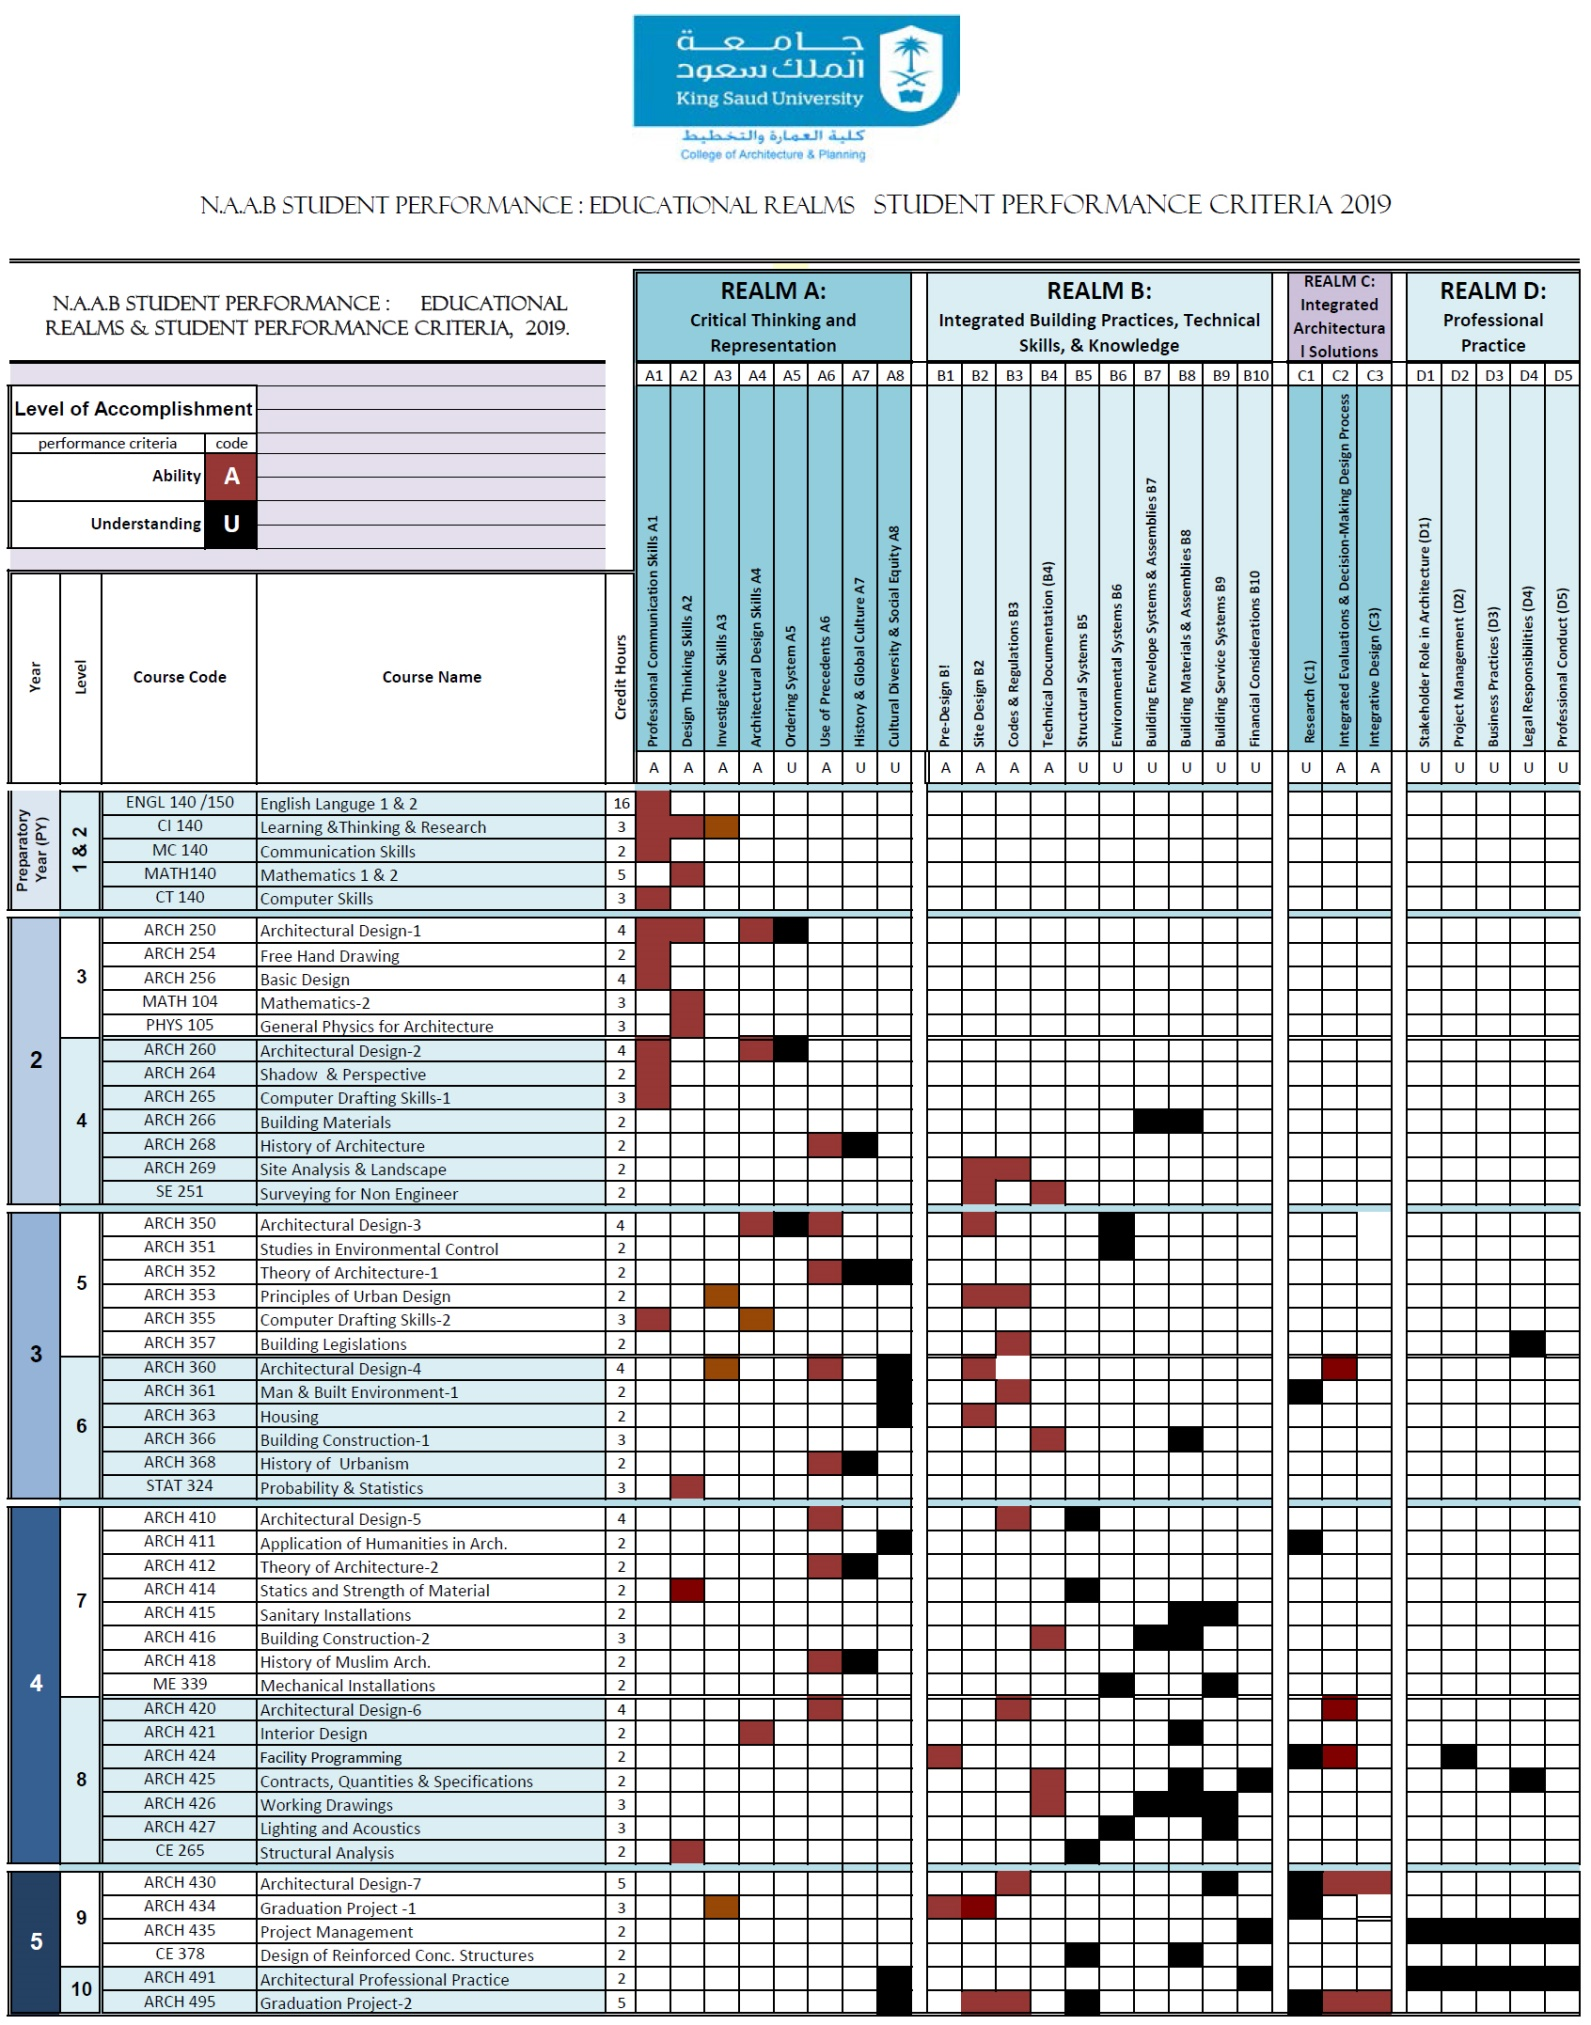 جامعة
الملك سعود
King Saud University
كلية العمارة والتخطيط
College of Architecture & Planning
N.A.A.B STUDENT PERFORMANCE : EDUCATIONAL REALMS STUDENT PERFORMANCE CRITERIA 2019
N.A.A.B STUDENT PERFORMANCE : EDUCATIONAL
REALMS & STUDENT PERFORMANCE CRITERIA, 2019.
REALM A:
Critical Thinking and
Representation
REALM B:
Integrated Building Practices, Technical
Skills, & Knowledge
REALM C:
Integrated
Architectura
l Solutions
REALM D:
Professional
Practice
A1 A2 A3 A4 A5 A6 A7 A8 B1 B2 B3 B4 B5 B6 B7 B8 B9 B10 C1 C2 C3 D1 D2 D3 D4 D5
Level of Accomplishment
performance criteria code
Ability A
Understanding U
Year
Level
Course Code
Course Name
Credit Hours
Professional Communication Skills A1
Design Thinking Skills A2
Investigative Skills A3
Architectural Design Skills A4
Ordering System A5
Use of Precedents A6
History & Global Culture A7
Cultural Diversity & Social Equity A8
Pre-Design B!
Site Design B2
Codes & Regulations B3
Technical Documentation (B4)
Structural Systems B5
Environmental Systems B6
Building Envelope Systems & Assemblies B7
Building Materials & Assemblies B8
Building Service Systems B9
Financial Considerations B10
Research (C1)
Integrated Evaluations & Decision-Making Design Process
Integrative Design (C3)
Stakeholder Role in Architecture (D1)
Project Management (D2)
Business Practices (D3)
Legal Responsibilities (D4)
Professional Conduct (D5)
A A A A U A U U A A A A U U U U U U U A A U U U U U
Preparatory
Year (PY)
1 & 2
ENGL 140 /150 English Languge 1 & 2 16
CI 140 Learning &Thinking & Research 3
MC 140 Communication Skills 2
MATH140 Mathematics 1 & 2 5
CT 140 Computer Skills 3
2
3
ARCH 250 Architectural Design-1 4
ARCH 254 Free Hand Drawing 2
ARCH 256 Basic Design 4
MATH 104 Mathematics-2 3
PHYS 105 General Physics for Architecture 3
4
ARCH 260 Architectural Design-2 4
ARCH 264 Shadow & Perspective 2
ARCH 265 Computer Drafting Skills-1 3
ARCH 266 Building Materials 2
ARCH 268 History of Architecture 2
ARCH 269 Site Analysis & Landscape 2
SE 251 Surveying for Non Engineer 2
3
5
ARCH 350 Architectural Design-3 4
ARCH 351 Studies in Environmental Control 2
ARCH 352 Theory of Architecture-1 2
ARCH 353 Principles of Urban Design 2
ARCH 355 Computer Drafting Skills-2 3
ARCH 357 Building Legislations 2
6
ARCH 360 Architectural Design-4 4
ARCH 361 Man & Built Environment-1 2
ARCH 363 Housing 2
ARCH 366 Building Construction-1 3
ARCH 368 History of Urbanism 2
STAT 324 Probability & Statistics 3
4
7
ARCH 410 Architectural Design-5 4
ARCH 411 Application of Humanities in Arch. 2
ARCH 412 Theory of Architecture-2 2
ARCH 414 Statics and Strength of Material 2
ARCH 415 Sanitary Installations 2
ARCH 416 Building Construction-2 3
ARCH 418 History of Muslim Arch. 2
ME 339 Mechanical Installations 2
8
ARCH 420 Architectural Design-6 4
ARCH 421 Interior Design 2
ARCH 424 Facility Programming 2
ARCH 425 Contracts, Quantities & Specifications 2
ARCH 426 Working Drawings 3
ARCH 427 Lighting and Acoustics 3
CE 265 Structural Analysis 2
5
9
ARCH 430 Architectural Design-7 5
ARCH 434 Graduation Project -1 3
ARCH 435 Project Management 2
CE 378 Design of Reinforced Conc. Structures 2
10
ARCH 491 Architectural Professional Practice 2
ARCH 495 Graduation Project-2 5